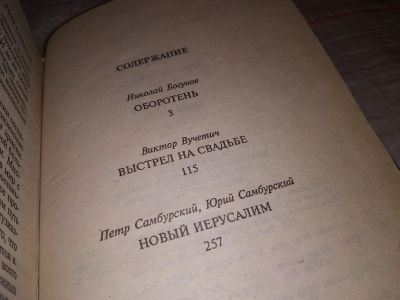 СОДЕРЖАНИЕ
Николай Богунов
ОБОРОТЕНЬ
3
Виктор Вучетич
ВЫСТРЕЛ НА СВАДЬБЕ
115
Петр Самбурский, Юрий Самбурский
НОВЫЙ ИЕРУСАЛИМ
257